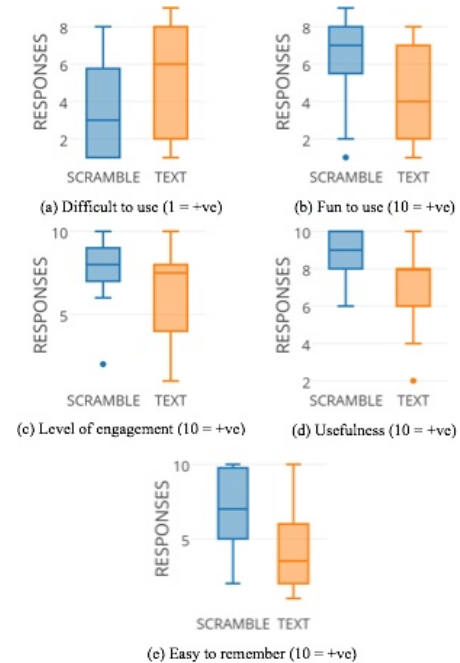 RESPONSES
8
6
4
2
SCRAMBLE TEXT
(a) Difficult to use (1 = +ve)
RESPONSES
8
6
4
2
SCRAMBLE TEXT
(b) Fun to use (10 = +ve)
RESPONSES
10
5
SCRAMBLE TEXT
(c) Level of engagement (10 = +ve)
RESPONSES
10
8
6
4
2
SCRAMBLE TEXT
(d) Usefulness (10 = +ve)
RESPONSES
10
5
SCRAMBLE TEXT
(e) Easy to remember (10 = +ve)